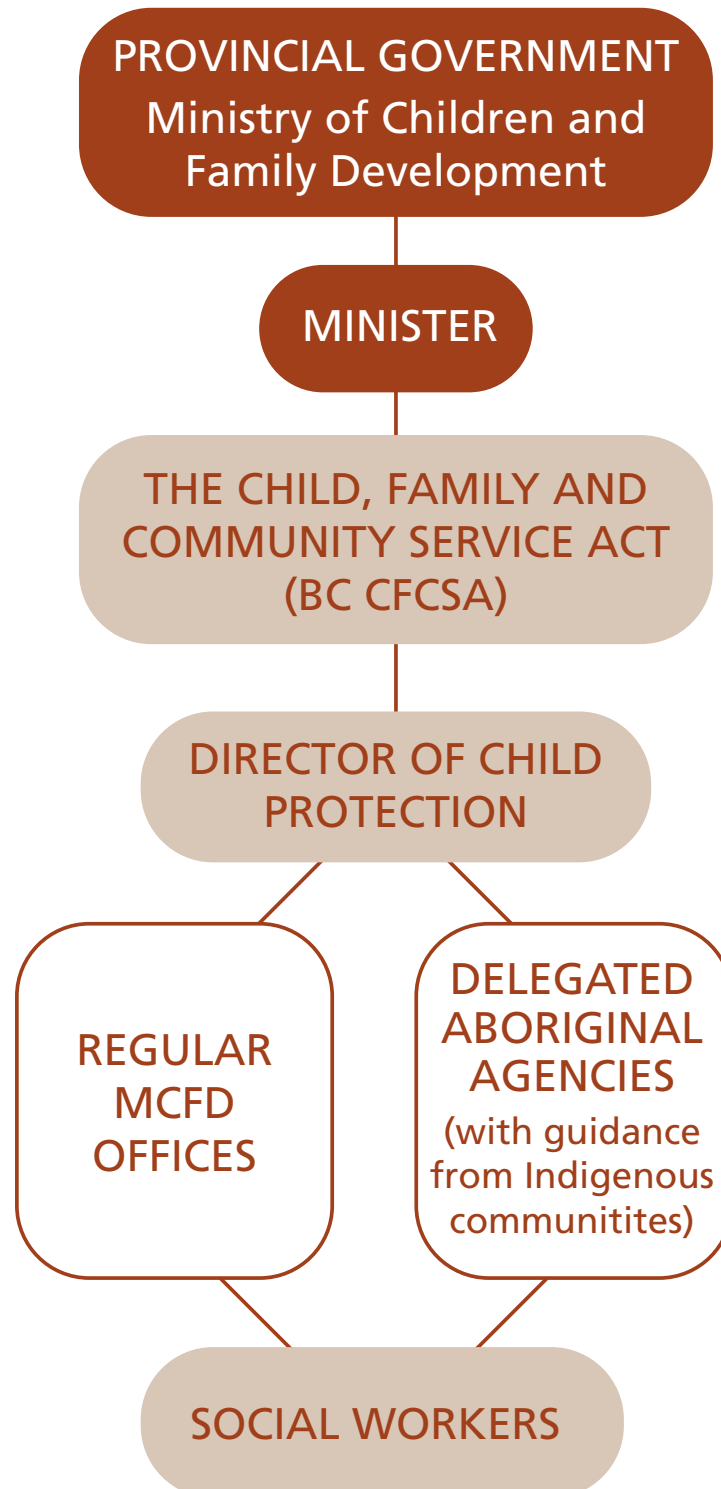 PROVINCIAL GOVERNMENT
Ministry of Children and
Family Development
MINISTER
THE CHILD, FAMILY AND
COMMUNITY SERVICE ACT
(BC CFCSA)
DIRECTOR OF CHILD
PROTECTION
REGULAR
MCFD
OFFICES
DELEGATED
ABORIGINAL
AGENCIES
(with guidance
from Indigenous
communitites)
SOCIAL WORKERS